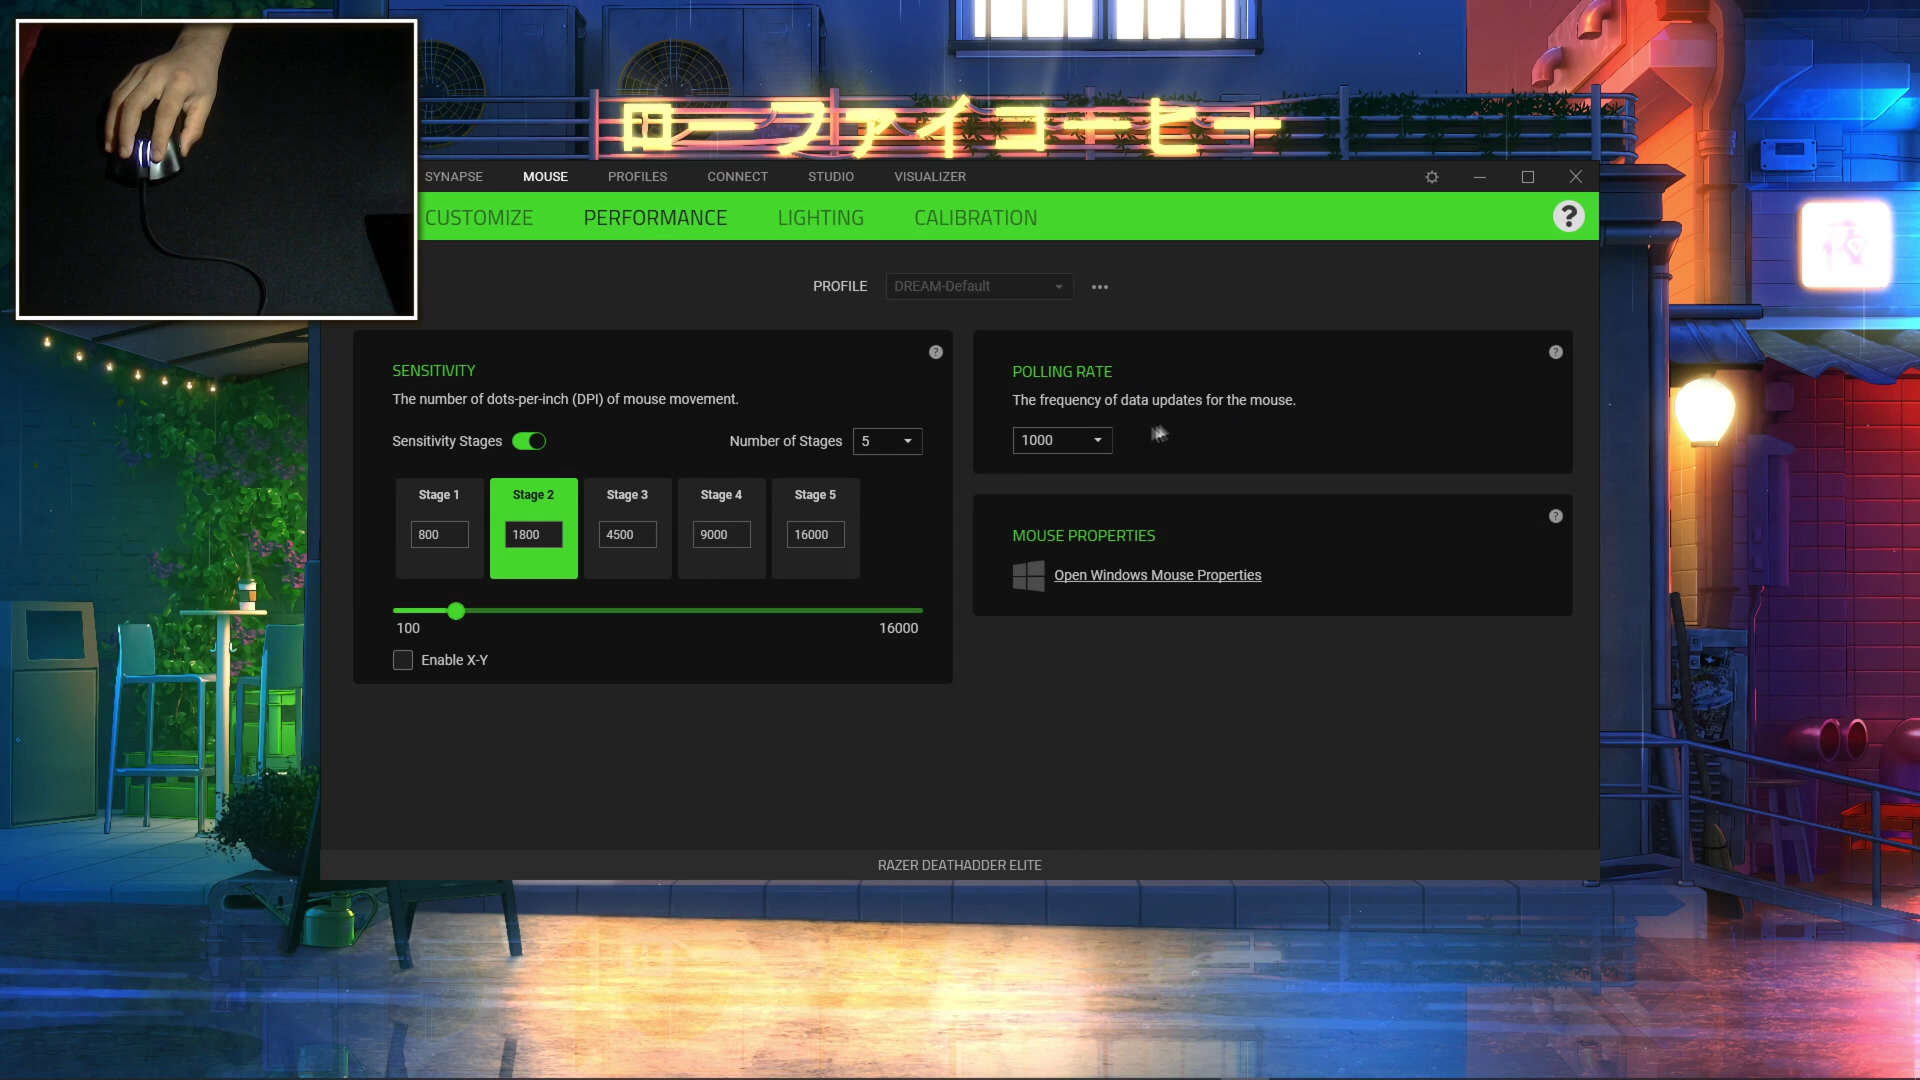 ローファイコーヒー
SYNAPSE MOUSE PROFILES CONNECT STUDIO VISUALIZER
CUSTOMIZE PERFORMANCE LIGHTING CALIBRATION ?
PROFILE DREAM-Default
SENSITIVITY ?
The number of dots-per-inch (DPI) of mouse movement.
Sensitivity Stages Number of Stages 5
Stage 1 Stage 2 Stage 3 Stage 4 Stage 5
800 1800 4500 9000 16000
100 16000
Enable X-Y
POLLING RATE ?
The frequency of data updates for the mouse.
1000
MOUSE PROPERTIES ?
Open Windows Mouse Properties
RAZER DEATHADDER ELITE